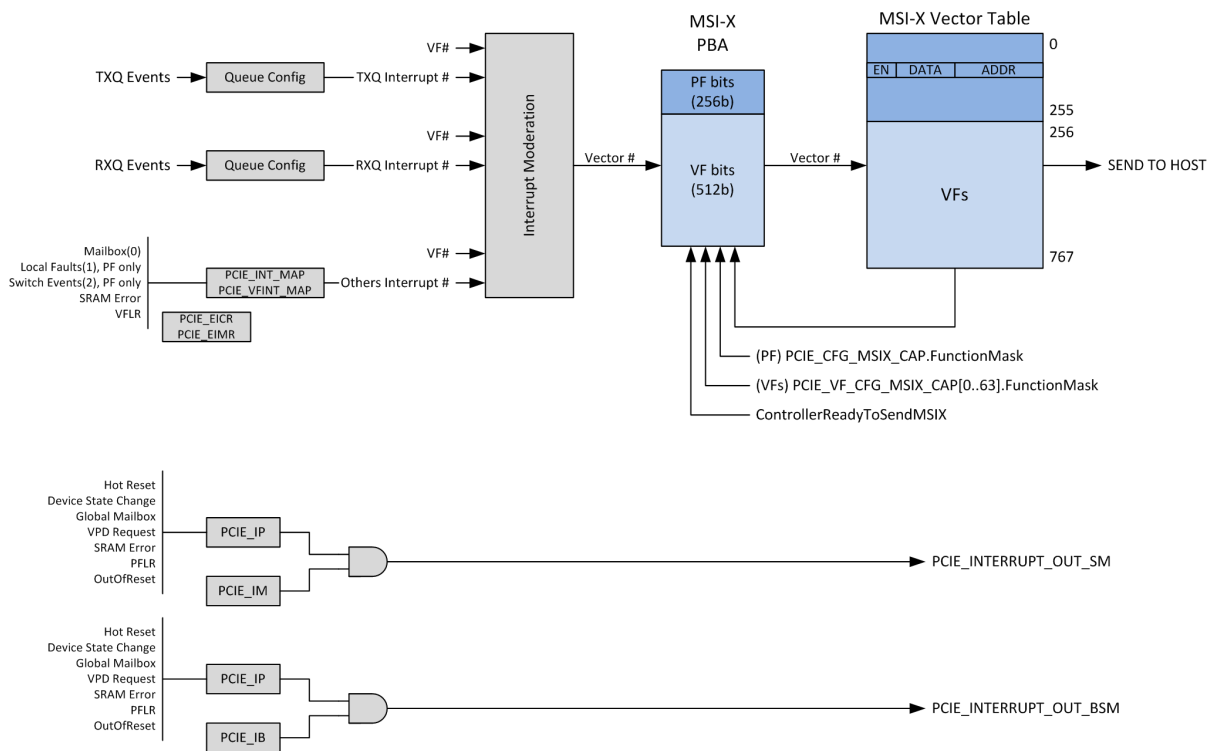 MSI-X
PBA
MSI-X Vector Table
VF#
TXQ Events
Queue Config
TXQ Interrupt #
VF#
RXQ Events
Queue Config
RXQ Interrupt #
Mailbox(0)
Local Faults(1), PF only
Switch Events(2), PF only
SRAM Error
VFLR
PCIE_INT_MAP
PCIE_VFINT_MAP
PCIE_EICR
PCIE_EIMR
VF#
Others Interrupt #
Interrupt Moderation
Vector #
PF bits
(256b)
VF bits
(512b)
Vector #
0
EN DATA ADDR
255
256
VFs
767
SEND TO HOST
(PF) PCIE_CFG_MSIX_CAP.FunctionMask
(VFs) PCIE_VF_CFG_MSIX_CAP[0..63].FunctionMask
ControllerReadyToSendMSIX
Hot Reset
Device State Change
Global Mailbox
VPD Request
SRAM Error
PFLR
OutOfReset
PCIE_IP
PCIE_IM
PCIE_INTERRUPT_OUT_SM
Hot Reset
Device State Change
Global Mailbox
VPD Request
SRAM Error
PFLR
OutOfReset
PCIE_IP
PCIE_IB
PCIE_INTERRUPT_OUT_BSM